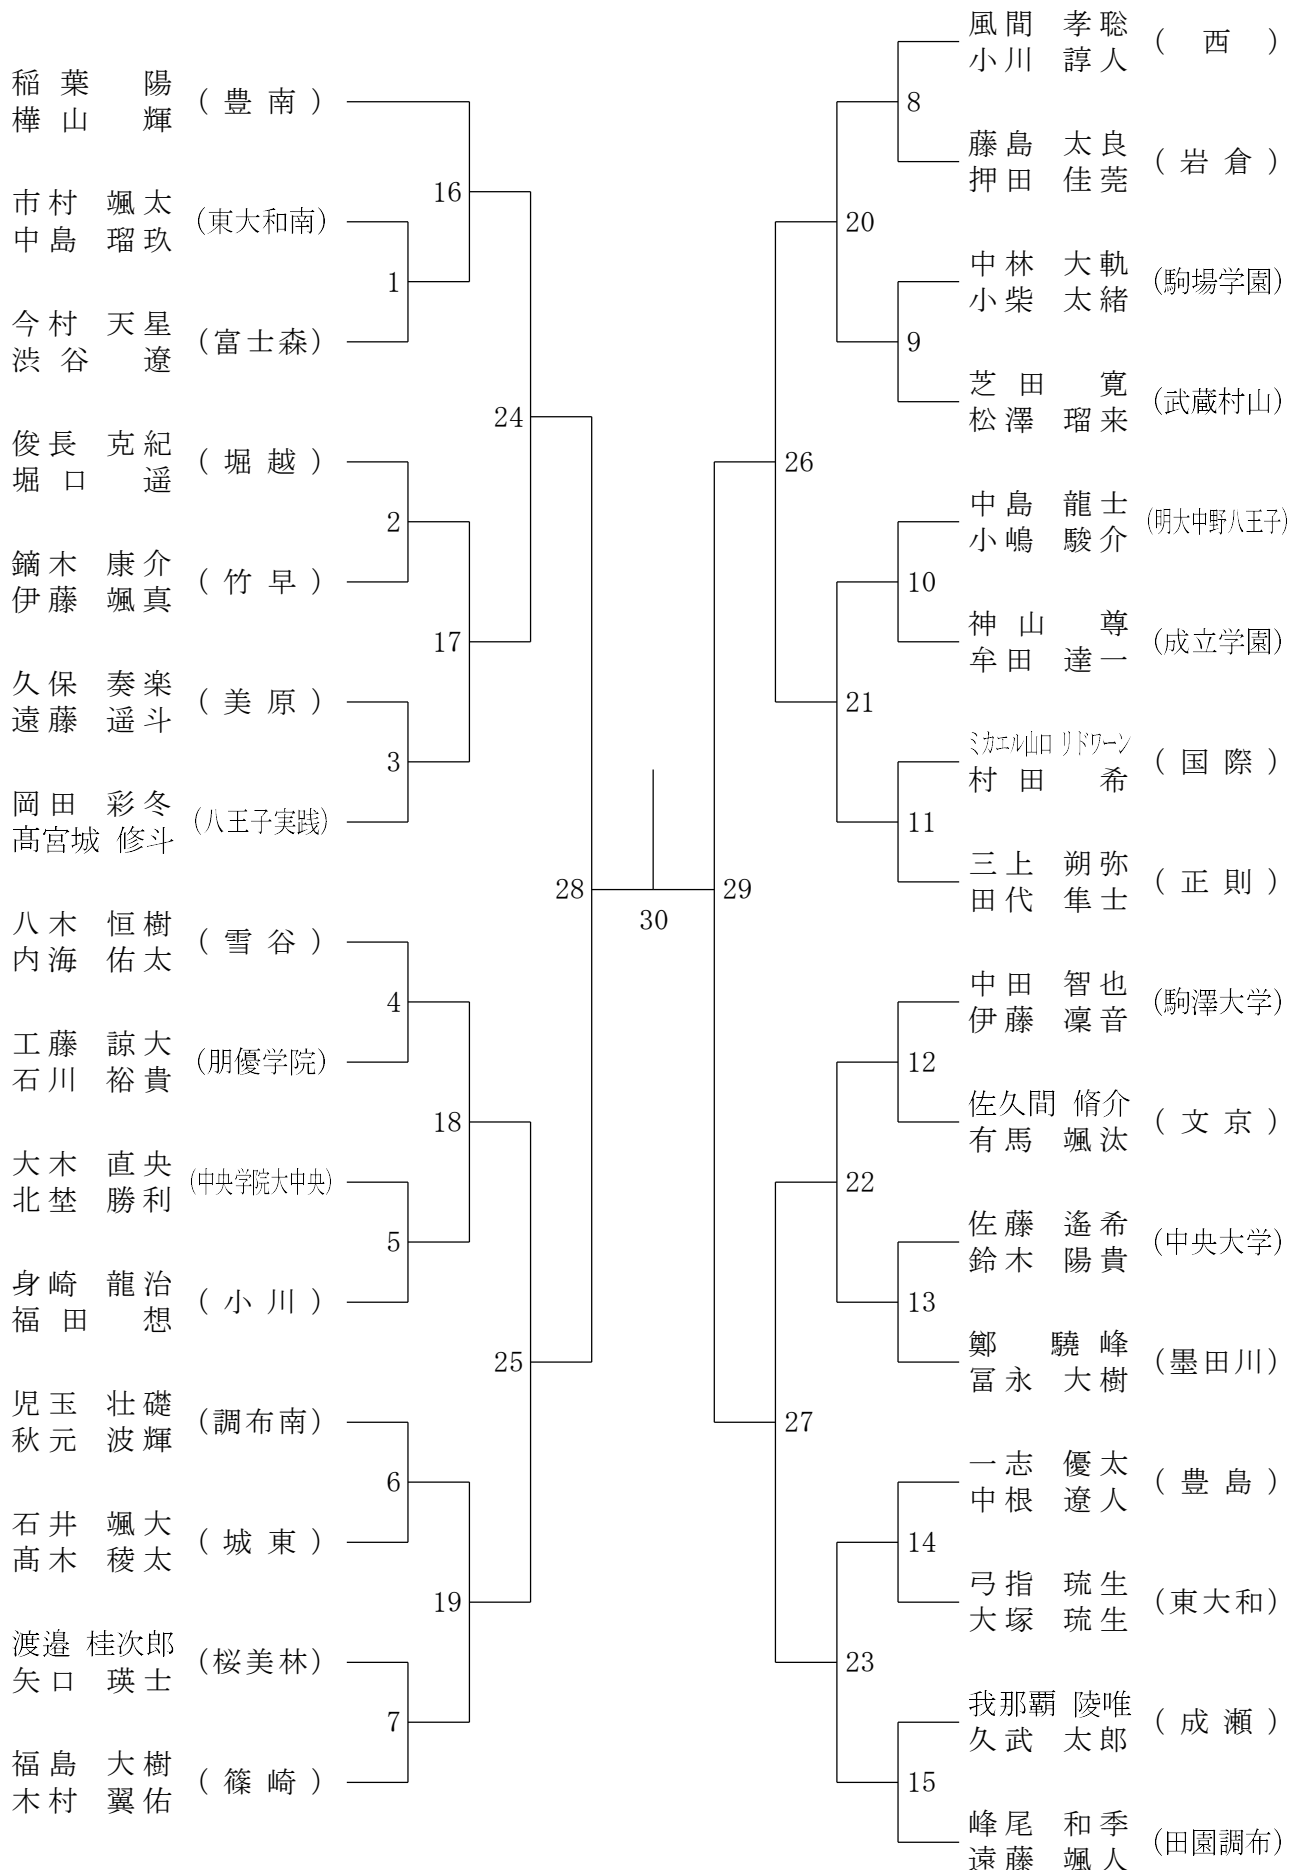 稲葉 陽
樺山 輝
(豊南)
市村 颯太
中島 瑠玖
(東大和南)
今村 天星
渋谷 遼
(富士森)
俊長 克紀
堀口 遥
(堀越)
鏑木 康介
伊藤 颯真
(竹早)
久保 奏楽
遠藤 遥斗
(美原)
岡田 彩冬
髙宮城 修斗
(八王子実践)
八木 恒樹
内海 佑太
(雪谷)
工藤 諒大
石川 裕貴
(朋優学院)
大木 直央
北埜 勝利
(中央学院大中央)
身崎 龍治
福田 想
(小川)
児玉 壮礎
秋元 波輝
(調布南)
石井 颯大
髙木 稜太
(城東)
渡邉 桂次郎
矢口 瑛士
(桜美林)
福島 大樹
木村 翼佑
(篠崎)
1
2
3
4
5
6
7
16
17
18
19
24
25
28
30
29
26
27
20
21
22
23
8
9
10
11
12
13
14
15
風間 孝聡
小川 諄人
(西)
藤島 太良
押田 佳莞
(岩倉)
中林 大軌
小柴 太緒
(駒場学園)
芝田 寛
松澤 瑠来
(武蔵村山)
中島 龍士
小嶋 駿介
(明大中野八王子)
神山 尊
牟田 達一
(成立学園)
ミカエル山口 リドワーン
村田 希
(国際)
三上 朔弥
田代 隼士
(正則)
中田 智也
伊藤 凜音
(駒澤大学)
佐久間 脩介
有馬 颯汰
(文京)
佐藤 遙希
鈴木 陽貴
(中央大学)
鄭 驍峰
冨永 大樹
(墨田川)
一志 優太
中根 遼人
(豊島)
弓指 琉生
大塚 琉生
(東大和)
我那覇 陵唯
久武 太郎
(成瀬)
峰尾 和季
遠藤 颯人
(田園調布)